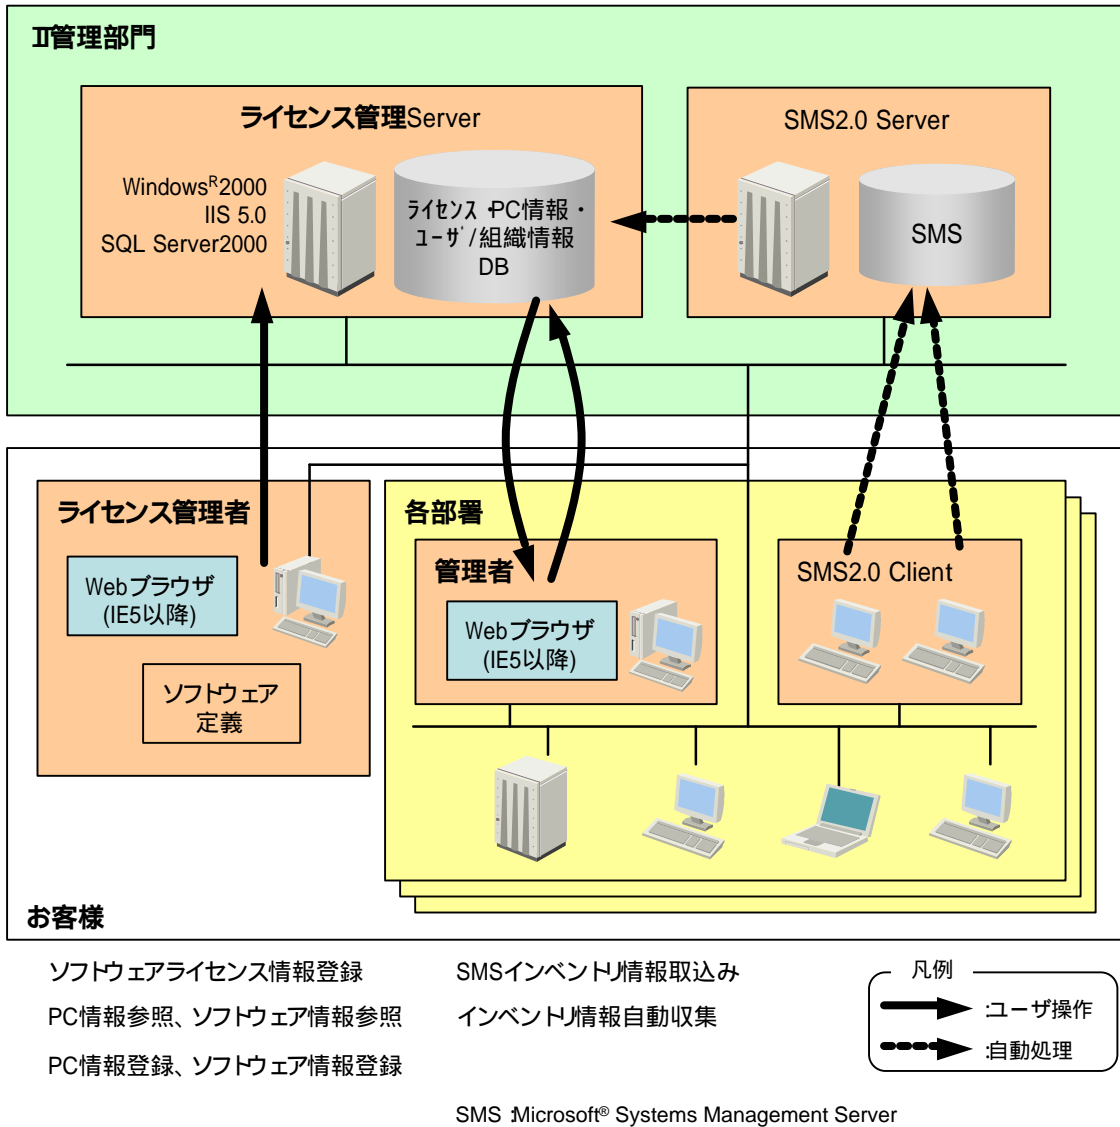 IT管理部門
ライセンス管理Server
WindowsR2000
IIS 5.0
SQL Server2000
ライセンス・PC情報・
ユーザ/組織情報
DB
SMS2.0 Server
SMS
ライセンス管理者
Webブラウザ
(IE5以降)
ソフトウェア
定義
各部署
管理者
Webブラウザ
(IE5以降)
SMS2.0 Client
お客様
ソフトウェアライセンス情報登録
PC情報参照、ソフトウェア情報参照
PC情報登録、ソフトウェア情報登録
SMSインベントリ情報取込み
インベントリ情報自動収集
凡例
:ユーザ操作
:自動処理
SMS :Microsoft® Systems Management Server